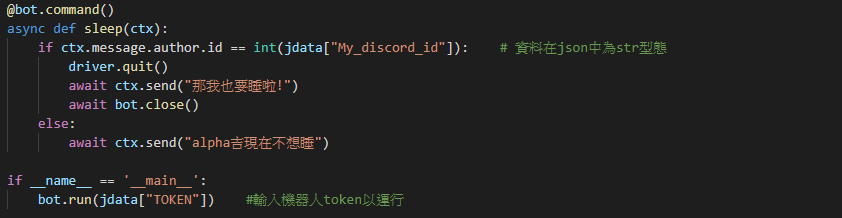 @bot.command()
async def sleep(ctx):
    if ctx.message.author.id == int(jdata["My_discord_id"]):    # 資料在json中為str型態
        driver.quit()
        await ctx.send("那我也要睡啦!")
        await bot.close()
    else:
        await ctx.send("alpha吉現在不想睡")
if __name__ == '__main__':
    bot.run(jdata["TOKEN"])    #輸入機器人token以運行